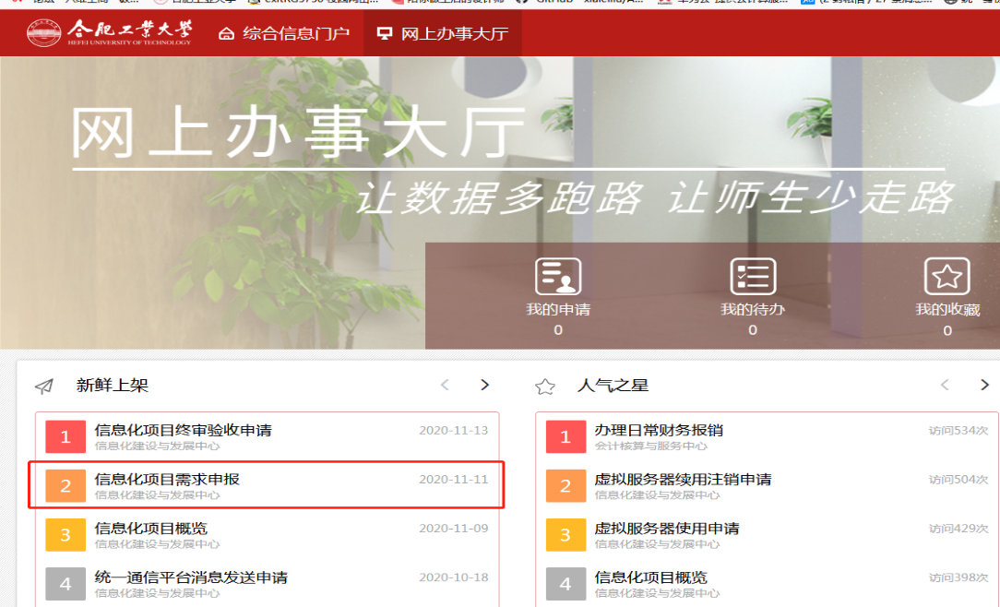 合肥工业大学
HEFEI UNIVERSITY OF TECHNOLOGY
综合信息门户
网上办事大厅
网上办事大厅
让数据多跑路 让师生少走路
我的申请
0
我的待办
0
我的收藏
0
新鲜上架
1
信息化项目终审验收申请
2020-11-13
信息化建设与发展中心
2
信息化项目需求申报
2020-11-11
信息化建设与发展中心
3
信息化项目概览
2020-11-09
信息化建设与发展中心
4
统一通信平台消息发送申请
2020-10-18
信息化建设与发展中心
人气之星
1
办理日常财务报销
访问534次
会计核算与服务中心
2
虚拟服务器续用注销申请
访问504次
信息化建设与发展中心
3
虚拟服务器使用申请
访问429次
信息化建设与发展中心
4
信息化项目概览
访问398次
信息化建设与发展中心